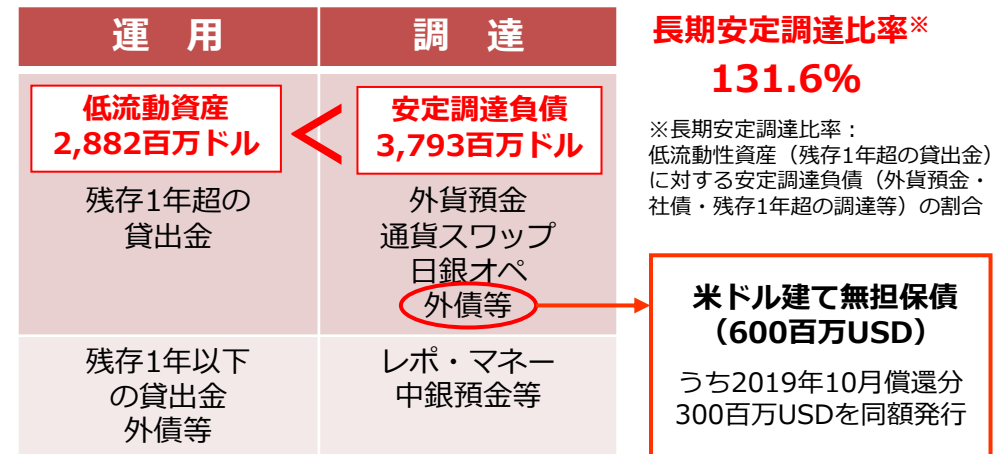 運 用
調 達
低流動資産
2,882百万ドル
<
安定調達負債
3,793百万ドル
残存1年超の
貸出金
外貨預金
通貨スワップ
日銀オペ
外債等
残存1年以下
の貸出金
外債等
レポ・マネー
中銀預金等
長期安定調達比率※
131.6%
※長期安定調達比率：
低流動性資産（残存1年超の貸出金）
に対する安定調達負債（外貨預金・
社債・残存1年超の調達等）の割合
米ドル建て無担保債
（600百万USD）
うち2019年10月償還分
300百万USDを同額発行